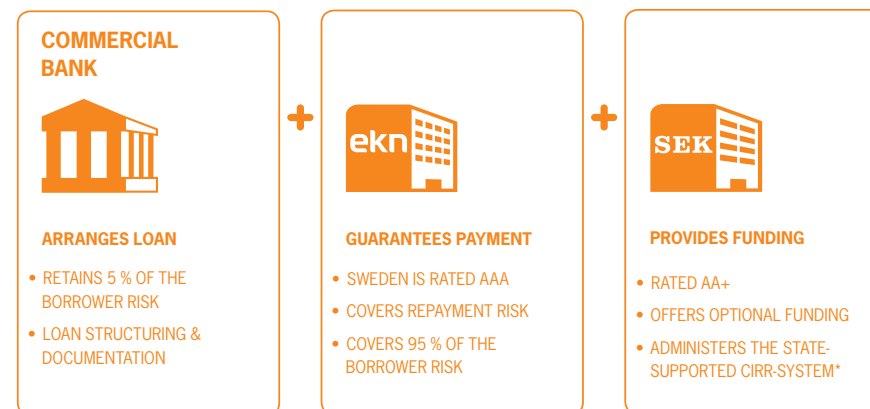 COMMERCIAL
BANK
ARRANGES LOAN
• RETAINS 5 % OF THE
BORROWER RISK
• LOAN STRUCTURING &
DOCUMENTATION
+
ekn
GUARANTEES PAYMENT
• SWEDEN IS RATED AAA
• COVERS REPAYMENT RISK
• COVERS 95 % OF THE
BORROWER RISK
+
SEK
PROVIDES FUNDING
• RATED AA+
• OFFERS OPTIONAL FUNDING
• ADMINISTERS THE STATE-
SUPPORTED CIRR-SYSTEM*